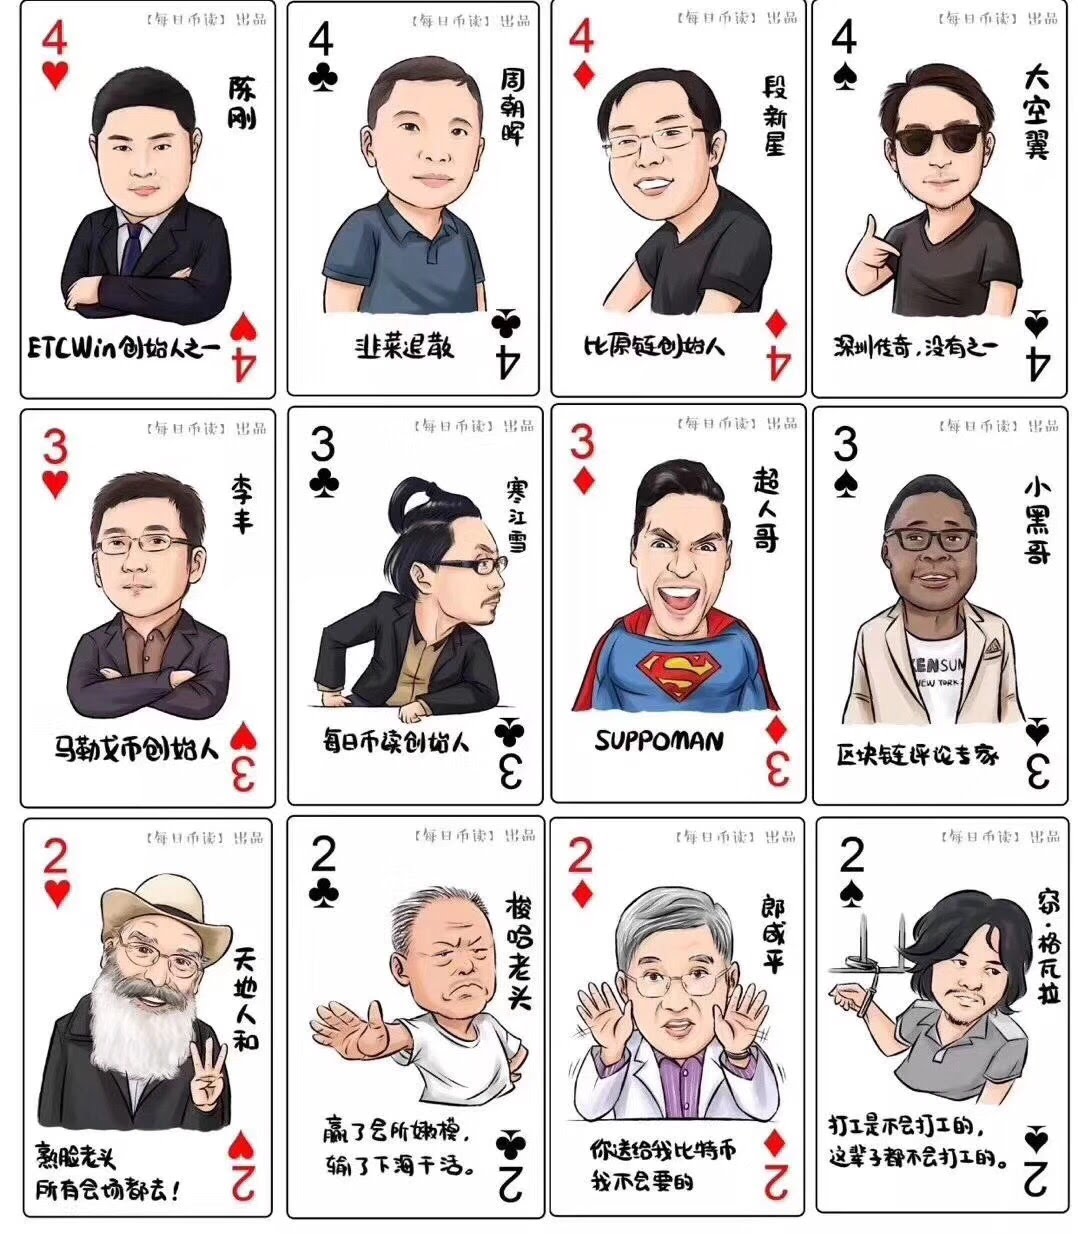 4
【每日币读】出品
陈刚
ETCWin创始人之一
4
4
【每日币读】出品
周朝晖
韭菜退散
4
4
【每日币读】出品
段新星
比原链创始人
4
4
【每日币读】出品
大空翼
深圳传奇，没有之一
4
3
【每日币读】出品
李丰
马勒戈币创始人
3
3
【每日币读】出品
寒江雪
每日币读创始人
3
3
【每日币读】出品
超人哥
S
SUPPOMAN
3
3
【每日币读】出品
小黑哥
KENSUN
NEW YORK
区块链评论专家
3
2
【每日币读】出品
天地人和
熟脸老头
所有会场都去！
2
2
【每日币读】出品
梭哈老头
赢了会所嫩模，
输了下海干活。
2
2
【每日币读】出品
郎咸平
你送给我比特币
我不会要的
2
2
【每日币读】出品
窃·格瓦拉
打工是不会打工的，
这辈子都不会打工的。
2